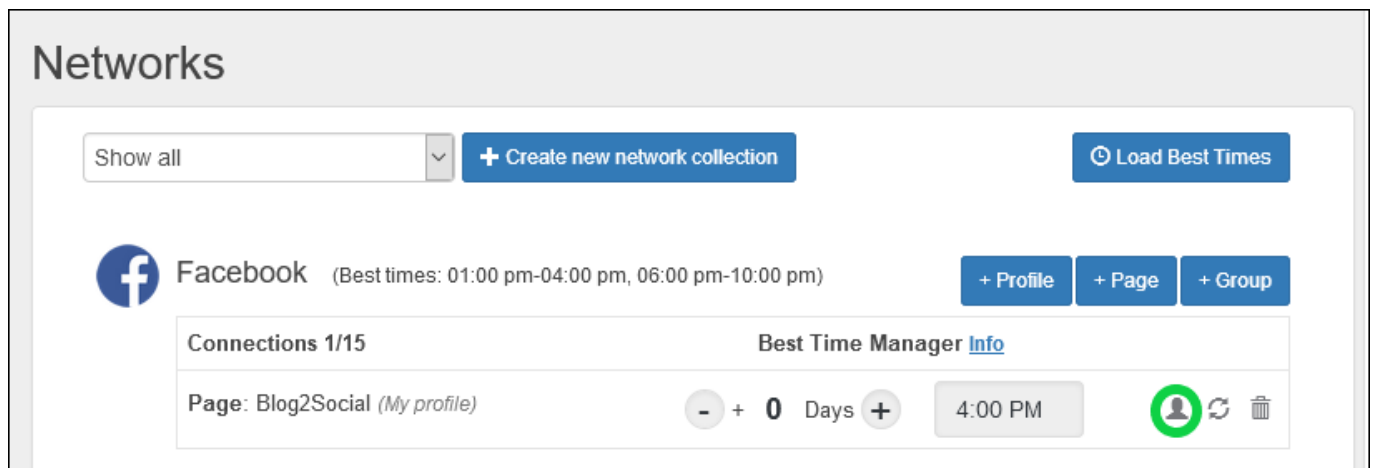 Networks
Show all
+ Create new network collection
Load Best Times
Facebook (Best times: 01:00 pm-04:00 pm, 06:00 pm-10:00 pm)
+ Profile
+ Page
+ Group
Connections 1/15
Best Time Manager Info
Page: Blog2Social (My profile)
- + 0 Days +
4:00 PM